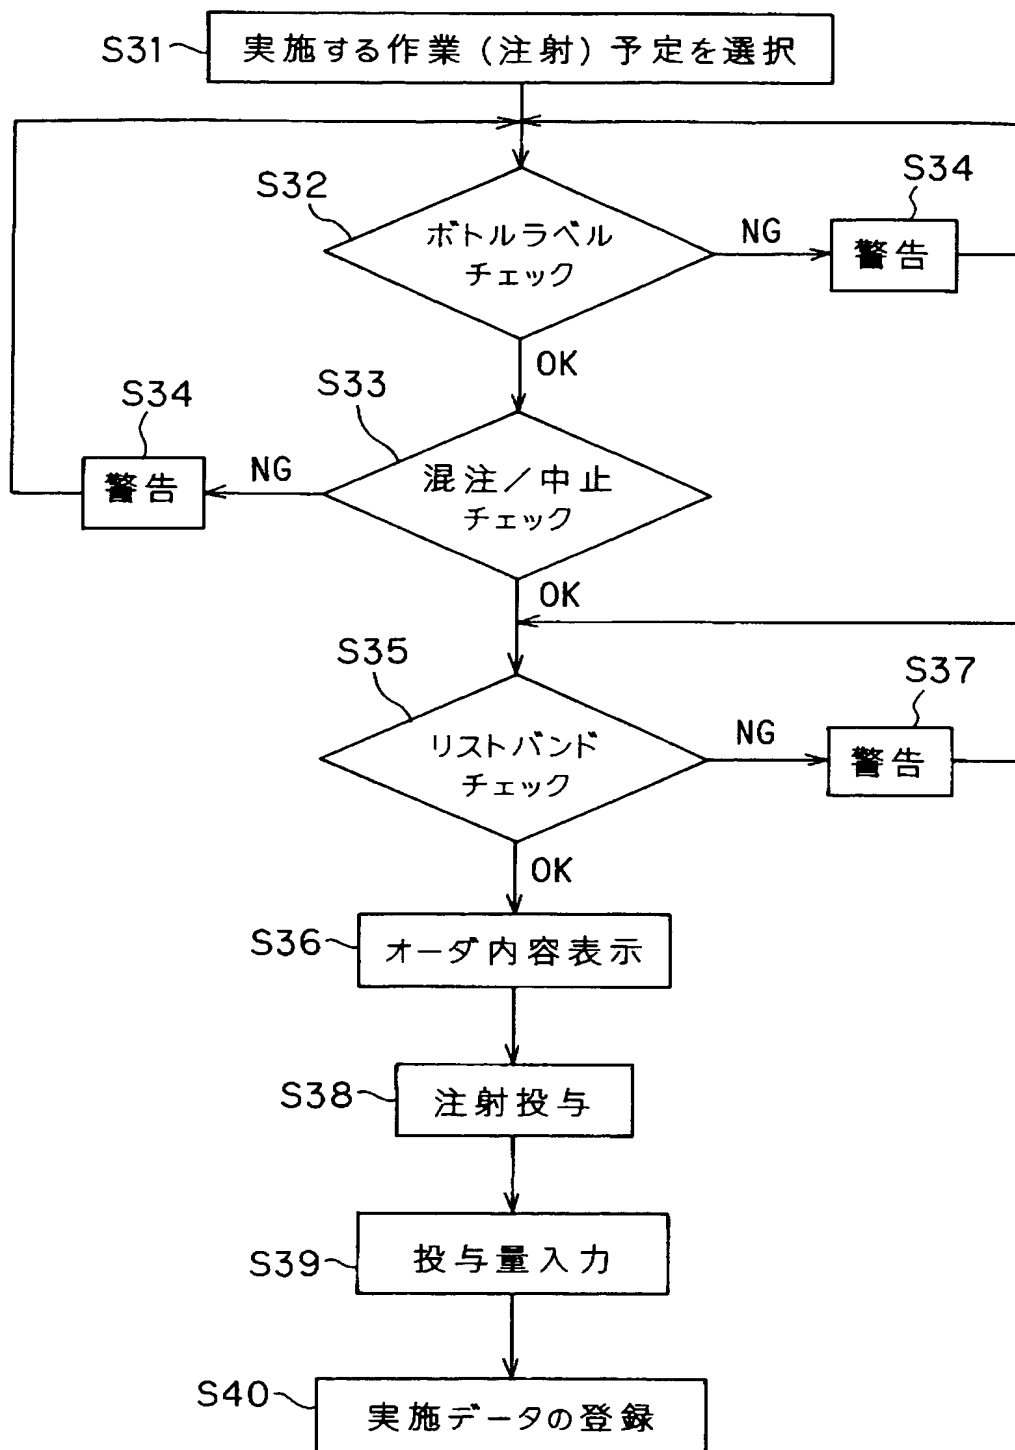 S31
実施する作業(注射)予定を選択
S32
ボトルラベル
チェック
NG
S34
警告
OK
S33
混注/中止
チェック
NG
S34
警告
OK
S35
リストバンド
チェック
NG
S37
警告
OK
S36
オーダ内容表示
S38
注射投与
S39
投与量入力
S40
実施データの登録